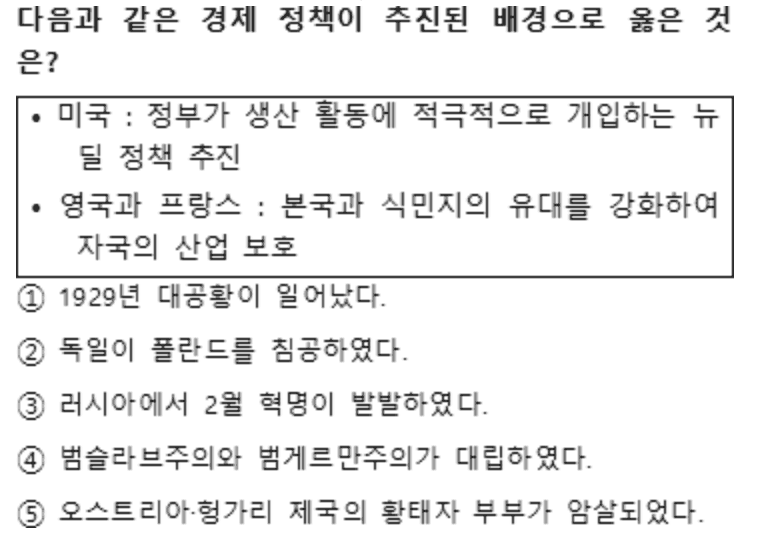 다음과 같은 경제 정책이 추진된 배경으로 옳은 것
은?
• 미국 : 정부가 생산 활동에 적극적으로 개입하는 뉴
딜 정책 추진
• 영국과 프랑스 : 본국과 식민지의 유대를 강화하여
자국의 산업 보호
① 1929년 대공황이 일어났다.
② 독일이 폴란드를 침공하였다.
③ 러시아에서 2월 혁명이 발발하였다.
④ 범슬라브주의와 범게르만주의가 대립하였다.
⑤ 오스트리아·헝가리 제국의 황태자 부부가 암살되었다.